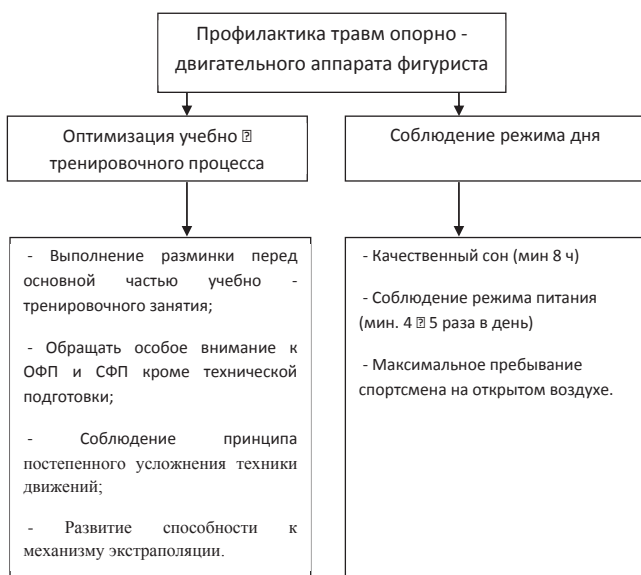 Профилактика травм опорно -
двигательного аппарата фигуриста
Оптимизация учебно �
тренировочного процесса
Соблюдение режима дня
- Выполнение разминки перед
основной частью учебно -
тренировочного занятия;
- Обращать особое внимание к
ОФП и СФП кроме технической
подготовки;
- Соблюдение принципа
постепенного усложнения техники
движений;
- Развитие способности к
механизму экстраполяции.
- Качественный сон (мин 8 ч)
- Соблюдение режима питания
(мин. 4 � 5 раза в день)
- Максимальное пребывание
спортсмена на открытом воздухе.